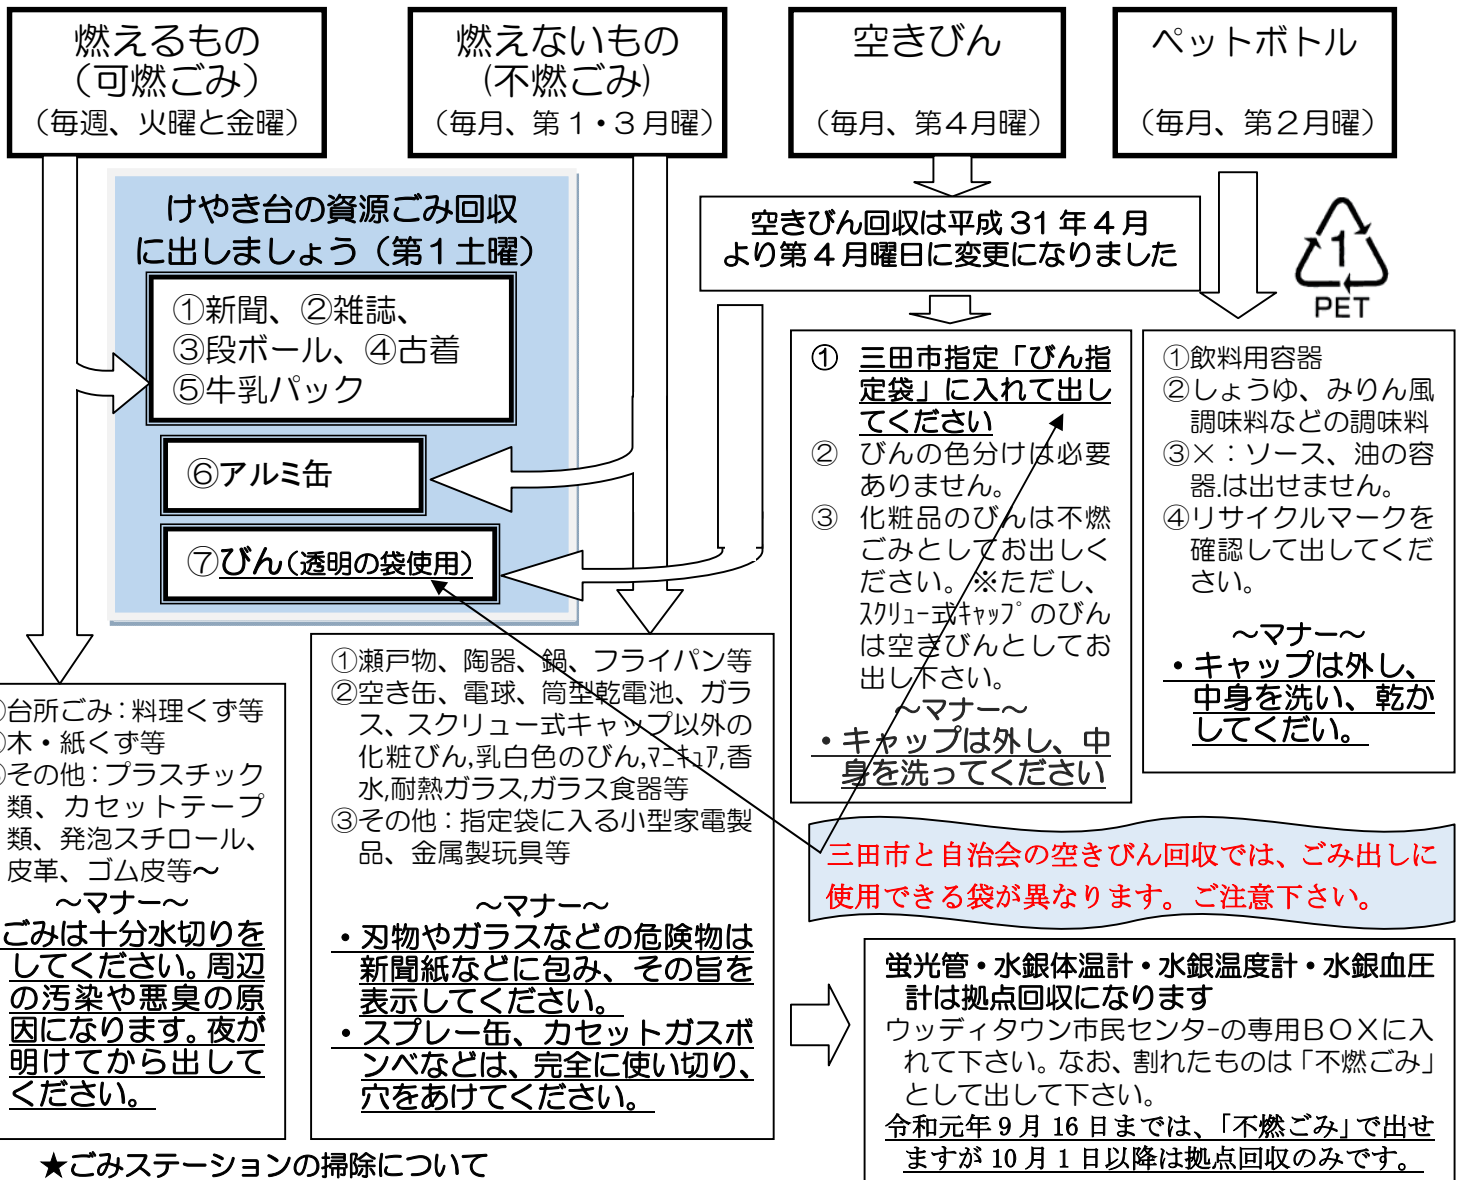 燃えるもの
（可燃ごみ）
（毎週、火曜と金曜）
燃えないもの
(不燃ごみ)
（毎月、第１・３月曜）
空きびん
（毎月、第４月曜）
ペットボトル
（毎月、第２月曜）
けやき台の資源ごみ回収
に出しましょう（第１土曜）
①新聞、②雑誌、
③段ボール、④古着
⑤牛乳パック
⑥アルミ缶
⑦びん(透明の袋使用)
空きびん回収は平成 31 年 4 月
より第 4 月曜日に変更になりました
1
PET
① 三田市指定「びん指
定袋」に入れて出し
てください
② びんの色分けは必要
ありません。
③ 化粧品のびんは不燃
ごみとしてお出しく
ださい。※ただし、
ｽｸﾘｭｰ式ｷｬｯﾌﾟのびん
は空きびんとしてお
出し下さい。
～マナー～
・キャップは外し、中
身を洗ってください
①飲料用容器
②しょうゆ、みりん風
調味料などの調味料
③×：ソース、油の容
器.は出せません。
④リサイクルマークを
確認して出してくだ
さい。
～マナー～
・キャップは外し、
中身を洗い、乾か
してくだい。
台所ごみ：料理くず等
木・紙くず等
その他：プラスチック
類、カセットテープ
類、発泡スチロール、
皮革、ゴム皮等～
～マナー～
ごみは十分水切りを
してください。周辺
の汚染や悪臭の原
因になります。夜が
明けてから出して
ください。
①瀬戸物、陶器、鍋、フライパン等
②空き缶、電球、筒型乾電池、ガラ
ス、スクリュー式キャップ以外の
化粧びん,乳白色のびん,ﾏﾆｷｭｱ,香
水,耐熱ガラス,ガラス食器等
③その他：指定袋に入る小型家電製
品、金属製玩具等
～マナー～
・刃物やガラスなどの危険物は
新聞紙などに包み、その旨を
表示してください。
・スプレー缶、カセットガスボ
ンベなどは、完全に使い切り、
穴をあけてください。
三田市と自治会の空きびん回収では、ごみ出しに
使用できる袋が異なります。ご注意下さい。
蛍光管・水銀体温計・水銀温度計・水銀血圧
計は拠点回収になります
ウッディタウン市民センタｰの専用ＢＯＸに入
れて下さい。なお、割れたものは「不燃ごみ」
として出して下さい。
令和元年 9 月 16 日までは、「不燃ごみ」で出せ
ますが 10 月 1 日以降は拠点回収のみです。
★ごみステーションの掃除について